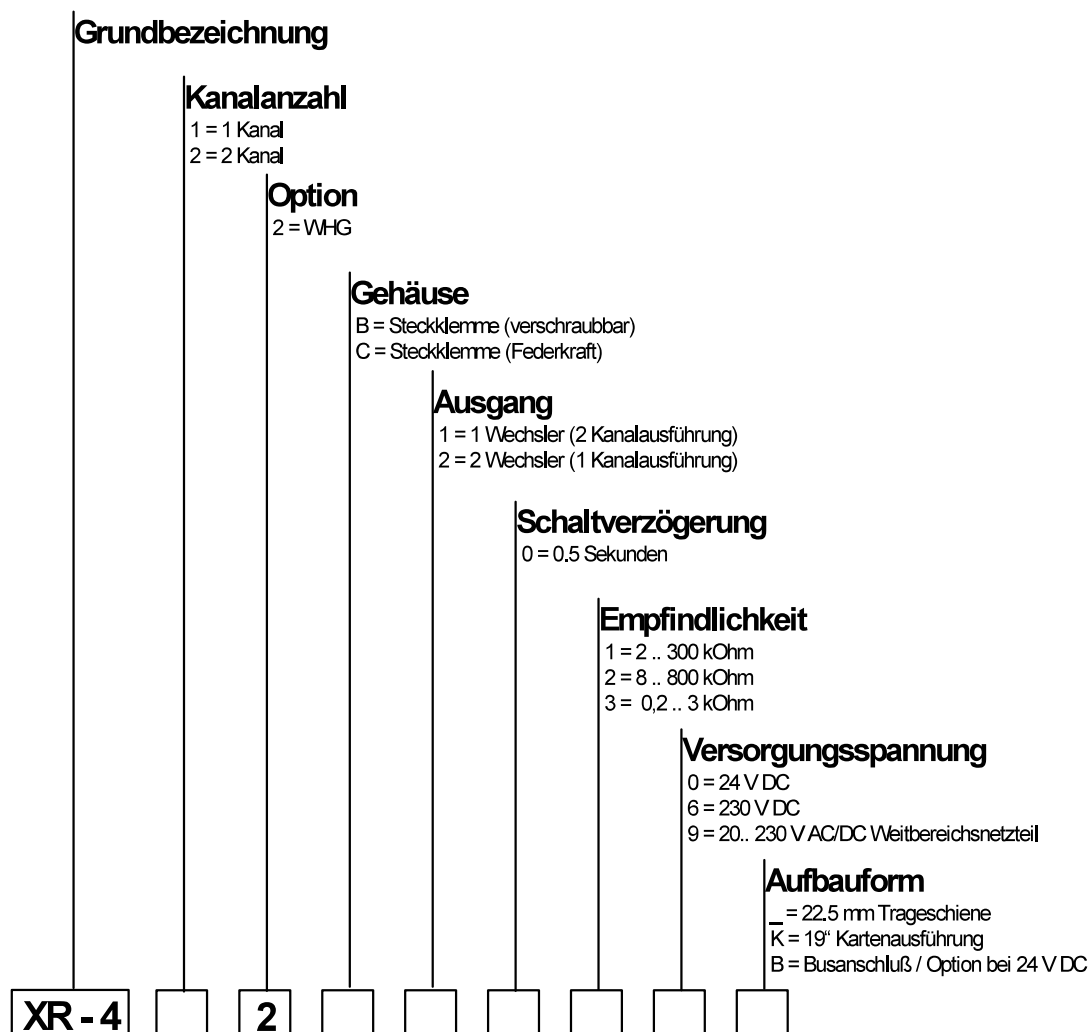 Grundbezeichnung
Kanalanzahl
1 = 1 Kanal
2 = 2 Kanal
Option
2 = WHG
Gehäuse
B = Steckklemme (verschraubbar)
C = Steckklemme (Federkraft)
Ausgang
1 = 1 Wechsler (2 Kanalausführung)
2 = 2 Wechsler (1 Kanalausführung)
Schaltverzögerung
0 = 0.5 Sekunden
Empfindlichkeit
1 = 2 .. 300 kOhm
2 = 8 .. 800 kOhm
3 = 0,2 .. 3 kOhm
Versorgungsspannung
0 = 24 V DC
6 = 230 V DC
9 = 20.. 230 V AC/DC Weitbereichsnetzteil
Aufbauform
_ = 22.5 mm Trageschiene
K = 19“ Kartenausführung
B = Busanschluß / Option bei 24 V DC
XR - 4 2